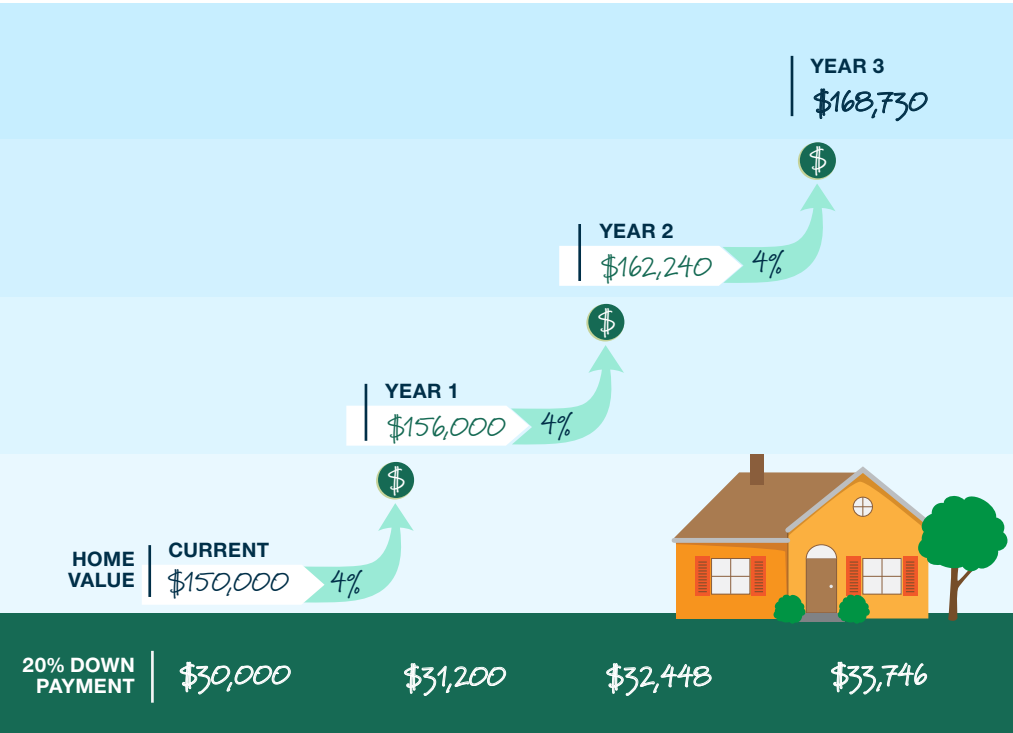 YEAR 3
$168,730
$
YEAR 2
$162,240
4%
$
YEAR 1
$156,000
4%
$
HOME
VALUE
CURRENT
$150,000
4%
20% DOWN
PAYMENT
$30,000
$31,200
$32,448
$33,746